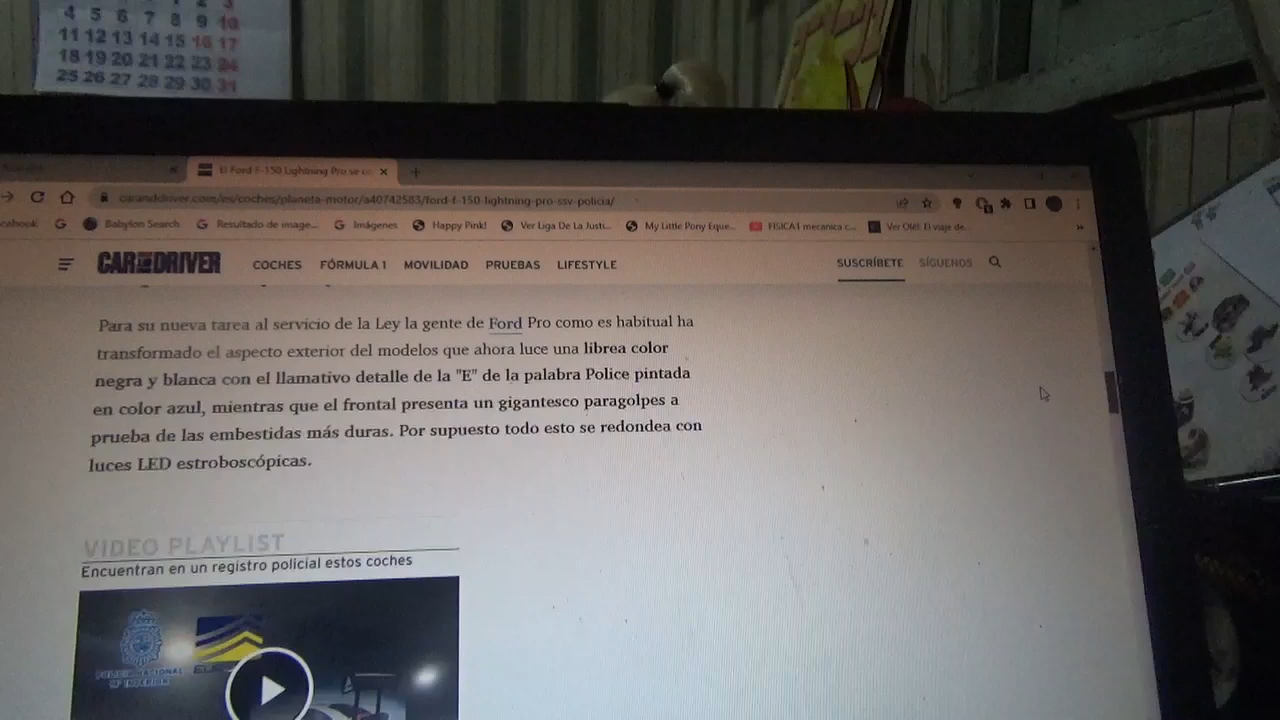 4 5 6 7 8 9 10
11 12 13 14 15 16 17
18 19 20 21 22 23 24
25 26 27 28 29 30 31
El Ford F-150 Lightning Pro se co
caranddriver.com/es/coches/planeta-motor/a40742583/ford-f-150-lightning-pro-ssv-policia/
Babylon Search Resultado de image... Imágenes Happy Pink! Ver Liga De La Justi... My Little Pony Eque... FISICA1 mecanica c... Ver Olé!: El viaje de...
CAR AND DRIVER COCHES FÓRMULA 1 MOVILIDAD PRUEBAS LIFESTYLE SUSCRÍBETE SÍGUENOS
Para su nueva tarea al servicio de la Ley la gente de Ford Pro como es habitual ha
transformado el aspecto exterior del modelos que ahora luce una librea color
negra y blanca con el llamativo detalle de la "E" de la palabra Police pintada
en color azul, mientras que el frontal presenta un gigantesco paragolpes a
prueba de las embestidas más duras. Por supuesto todo esto se redondea con
luces LED estroboscópicas.
VIDEO PLAYLIST
Encuentran en un registro policial estos coches
POLICIA NACIONAL